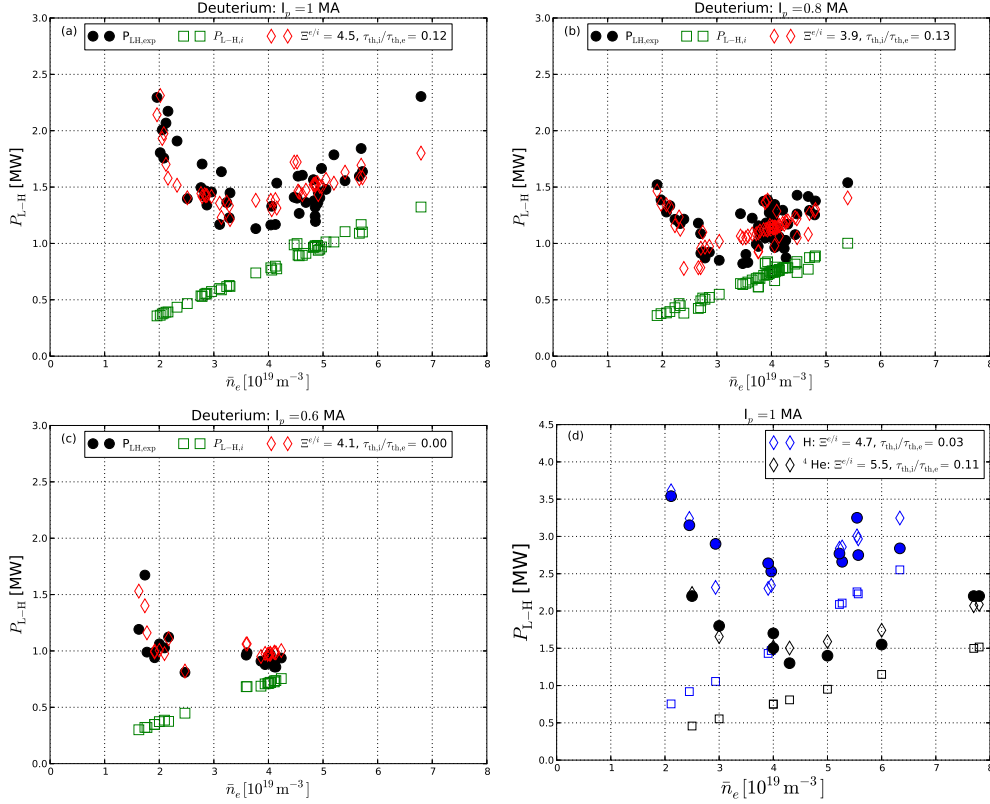 Deuterium: I_p = 1 MA
(a)
P_LH,exp P_L−H,i Ξ^e/i = 4.5, τ_th,i/τ_th,e = 0.12
3.0
2.5
2.0
1.5
1.0
0.5
0.0
P_L−H [MW]
0 1 2 3 4 5 6 7 8
n̄_e [10^19 m^−3]
Deuterium: I_p = 0.8 MA
(b)
P_LH,exp P_L−H,i Ξ^e/i = 3.9, τ_th,i/τ_th,e = 0.13
3.0
2.5
2.0
1.5
1.0
0.5
0.0
P_L−H [MW]
0 1 2 3 4 5 6 7 8
n̄_e [10^19 m^−3]
Deuterium: I_p = 0.6 MA
(c)
P_LH,exp P_L−H,i Ξ^e/i = 4.1, τ_th,i/τ_th,e = 0.00
3.0
2.5
2.0
1.5
1.0
0.5
0.0
P_L−H [MW]
0 1 2 3 4 5 6 7 8
n̄_e [10^19 m^−3]
I_p = 1 MA
(d)
H: Ξ^e/i = 4.7, τ_th,i/τ_th,e = 0.03
^4 He: Ξ^e/i = 5.5, τ_th,i/τ_th,e = 0.11
4.5
4.0
3.5
3.0
2.5
2.0
1.5
1.0
0.5
0.0
P_L−H [MW]
0 1 2 3 4 5 6 7 8
n̄_e [10^19 m^−3]